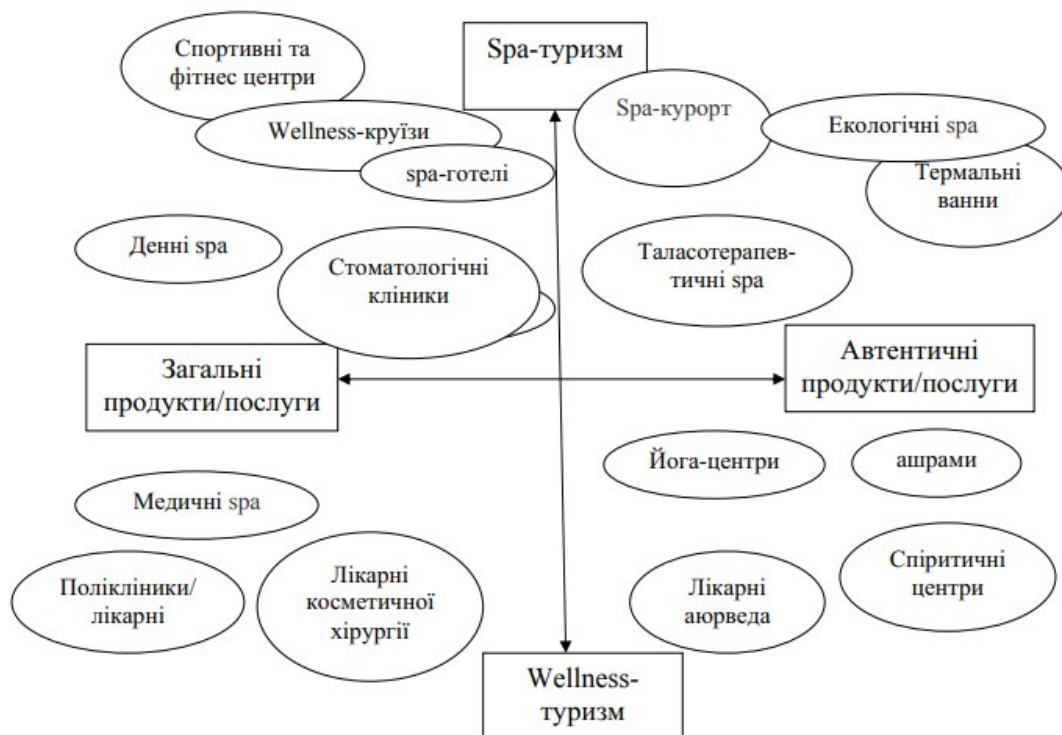 Спортивні та
фітнес центри
Spa-туризм
Wellness-круїзи
spa-готелі
Spa-курорт
Екологічні spa
Термальні
ванни
Денні spa
Стоматологічні
клініки
Таласотерапев-
тичні spa
Загальні
продукти/послуги
Автентичні
продукти/послуги
Йога-центри
ашрами
Медичні spa
Поліклініки/
лікарні
Лікарні
косметичної
хірургії
Лікарні
аюрведа
Спіритичні
центри
Wellness-
туризм